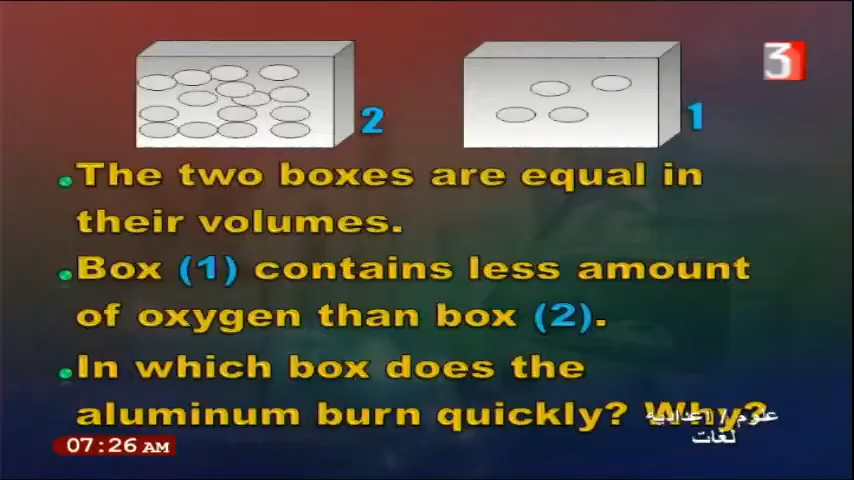 3
2
1
The two boxes are equal in
their volumes.
Box (1) contains less amount
of oxygen than box (2).
In which box does the
aluminum burn quickly? Why?
علوم / اعداديه
لغات
07:26 AM